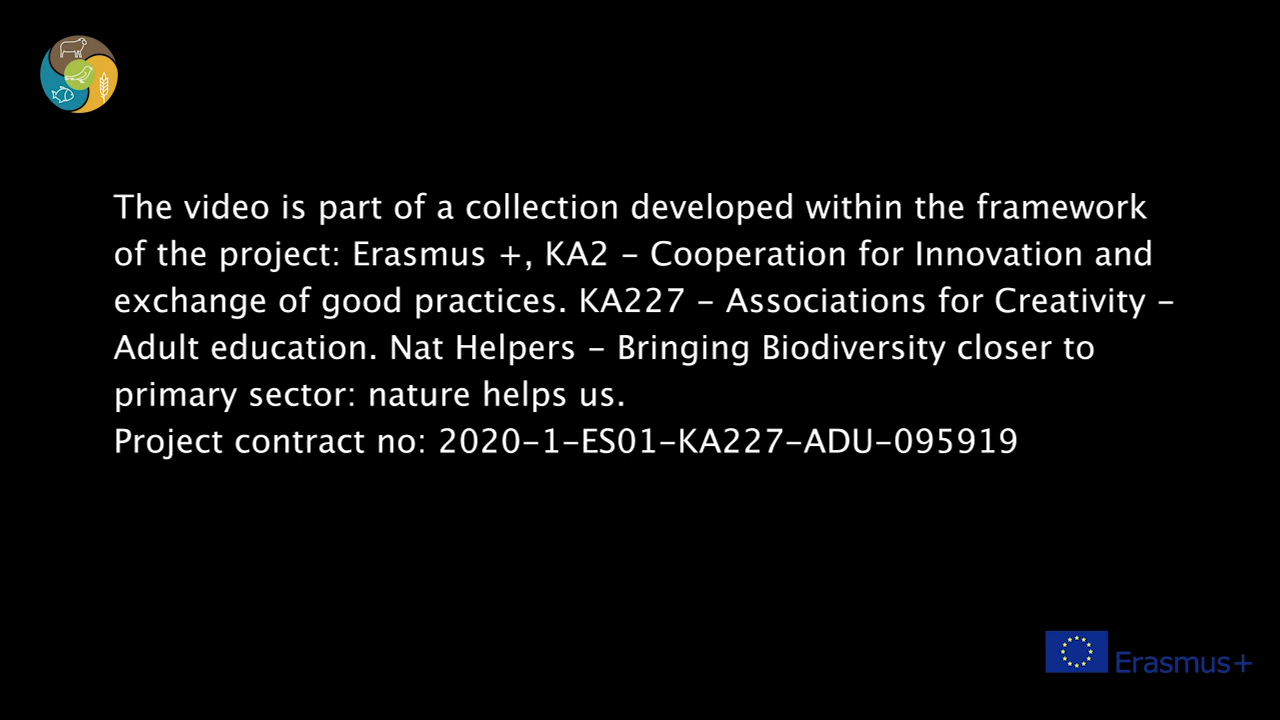 The video is part of a collection developed within the framework
of the project: Erasmus +, KA2 – Cooperation for Innovation and
exchange of good practices. KA227 – Associations for Creativity –
Adult education. Nat Helpers – Bringing Biodiversity closer to
primary sector: nature helps us.
Project contract no: 2020-1-ES01-KA227-ADU-095919
Erasmus+